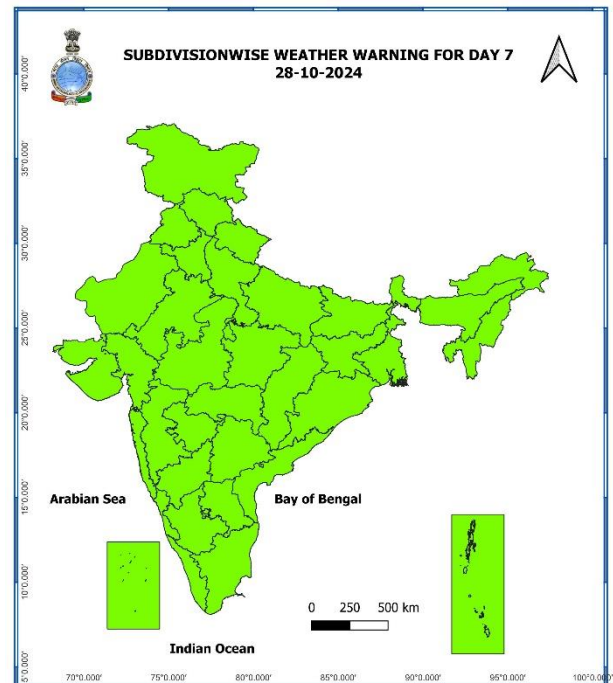 SUBDIVISIONWISE WEATHER WARNING FOR DAY 7
28-10-2024
40°0.000'
35°0.000'
30°0.000'
25°0.000'
20°0.000'
15°0.000'
10°0.000'
5°0.000'
Arabian Sea
Bay of Bengal
0 250 500 km
Indian Ocean
70°0.000' 75°0.000' 80°0.000' 85°0.000' 90°0.000' 95°0.000' 100°0.000'